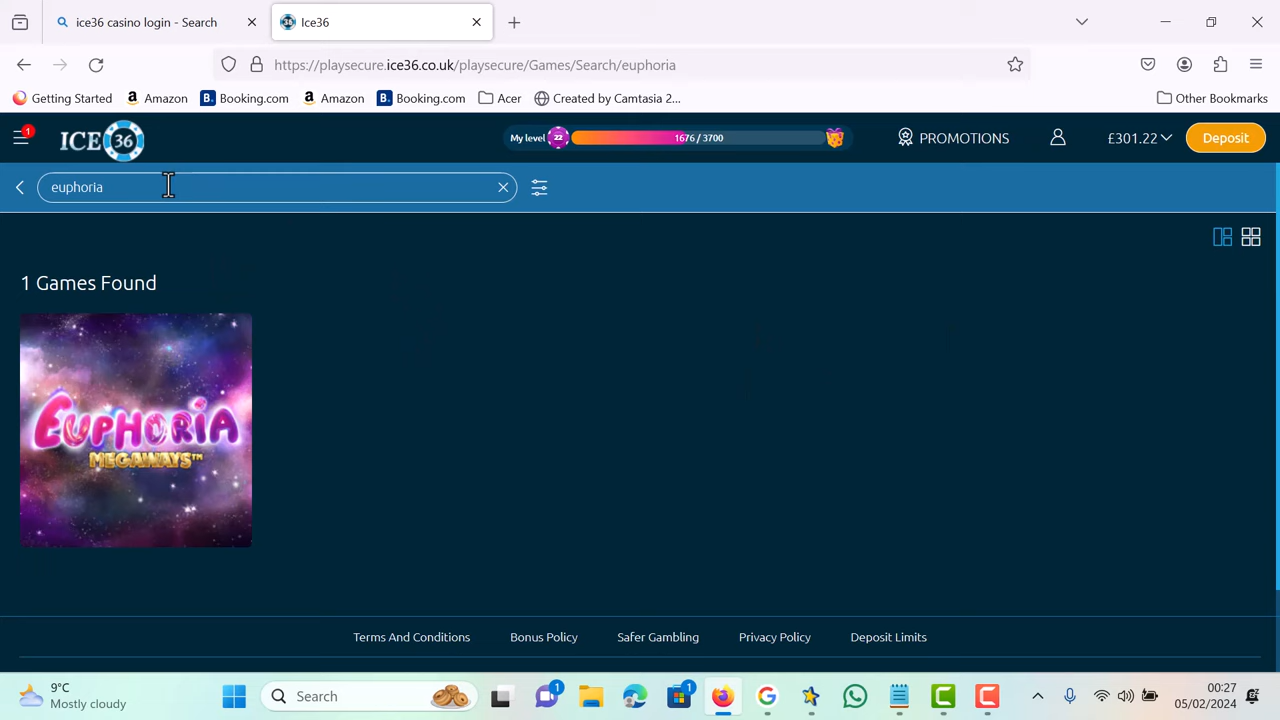 ice36 casino login - Search
Ice36
https://playsecure.ice36.co.uk/playsecure/Games/Search/euphoria
Getting Started
Amazon
B. Booking.com
Amazon
B. Booking.com
Acer
Created by Camtasia 2...
Other Bookmarks
1
ICE 36
My level 22
1676 / 3700
PROMOTIONS
£301.22
Deposit
euphoria
1 Games Found
EUPHORIA
MEGAWAYS™
Terms And Conditions
Bonus Policy
Safer Gambling
Privacy Policy
Deposit Limits
9°C
Mostly cloudy
Search
1
1
00:27
05/02/2024